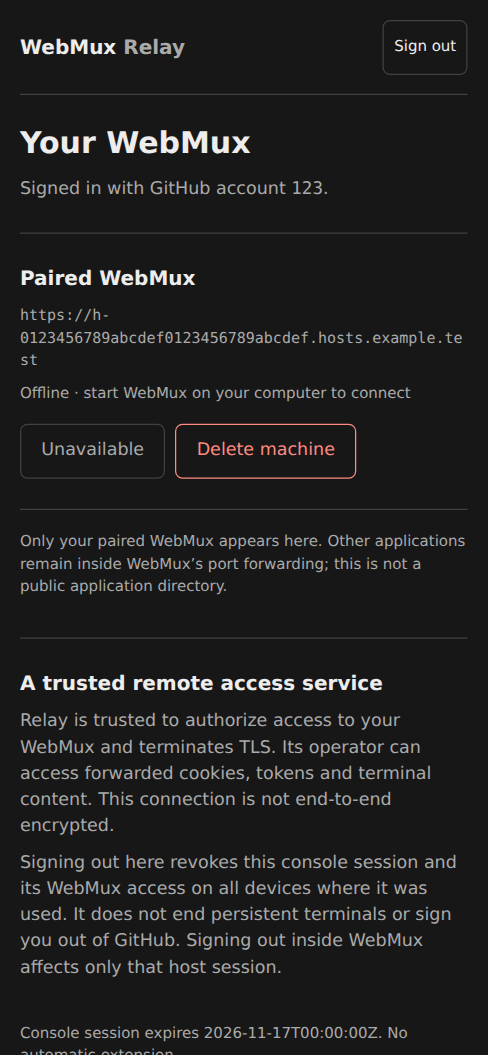 WebMux Relay
Sign out
Your WebMux
Signed in with GitHub account 123.
Paired WebMux
https://h-
0123456789abcdef0123456789abcdef.hosts.example.te
st
Offline · start WebMux on your computer to connect
Unavailable
Delete machine
Only your paired WebMux appears here. Other applications
remain inside WebMux’s port forwarding; this is not a
public application directory.
A trusted remote access service
Relay is trusted to authorize access to your
WebMux and terminates TLS. Its operator can
access forwarded cookies, tokens and terminal
content. This connection is not end-to-end
encrypted.
Signing out here revokes this console session and
its WebMux access on all devices where it was
used. It does not end persistent terminals or sign
you out of GitHub. Signing out inside WebMux
affects only that host session.
Console session expires 2026-11-17T00:00:00Z. No
automatic extension.